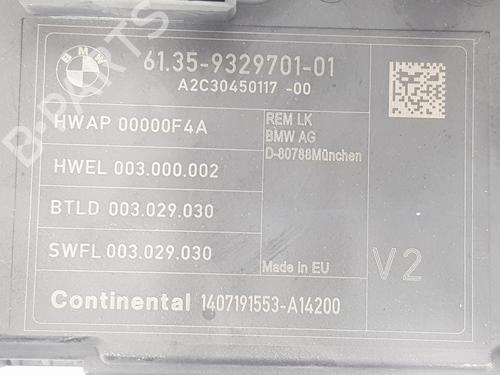 BMW
61.35-9329701-01
A2C30450117 -00
HWAP 00000F4A
REM LK
BMW AG
D-80788München
HWEL 003.000.002
BTLD 003.029.030
SWFL 003.029.030
Made in EU
V2
Continental 1407191553-A14200
B-PARTS